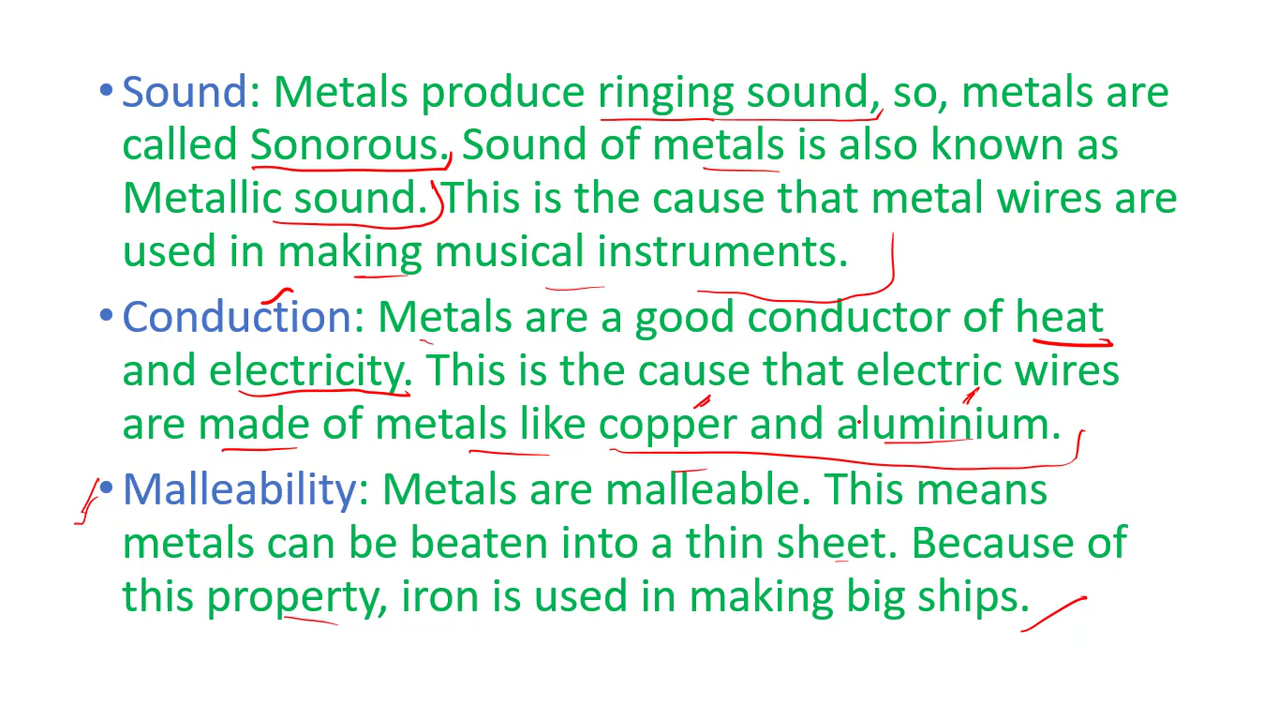 • Sound: Metals produce ringing sound, so, metals are
called Sonorous. Sound of metals is also known as
Metallic sound. This is the cause that metal wires are
used in making musical instruments.
• Conduction: Metals are a good conductor of heat
and electricity. This is the cause that electric wires
are made of metals like copper and aluminium.
• Malleability: Metals are malleable. This means
metals can be beaten into a thin sheet. Because of
this property, iron is used in making big ships.